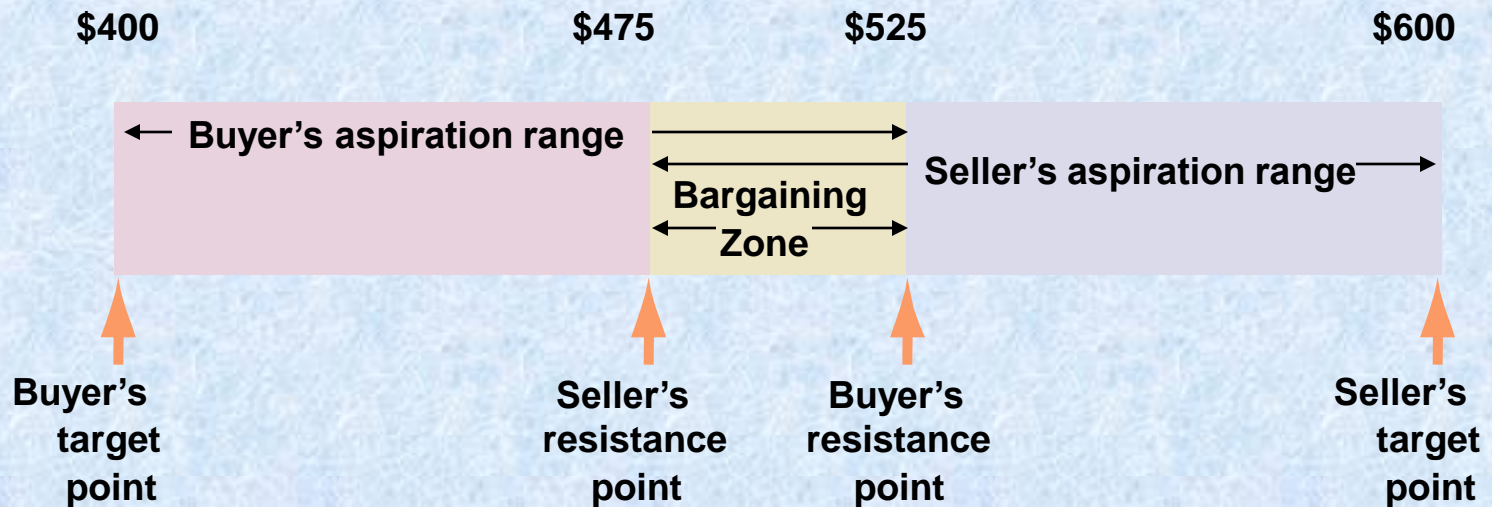 $400 $475 $525 $600
Buyer’s aspiration range
Seller’s aspiration range
Bargaining
Zone
Buyer’s
target
point
Seller’s
resistance
point
Buyer’s
resistance
point
Seller’s
target
point